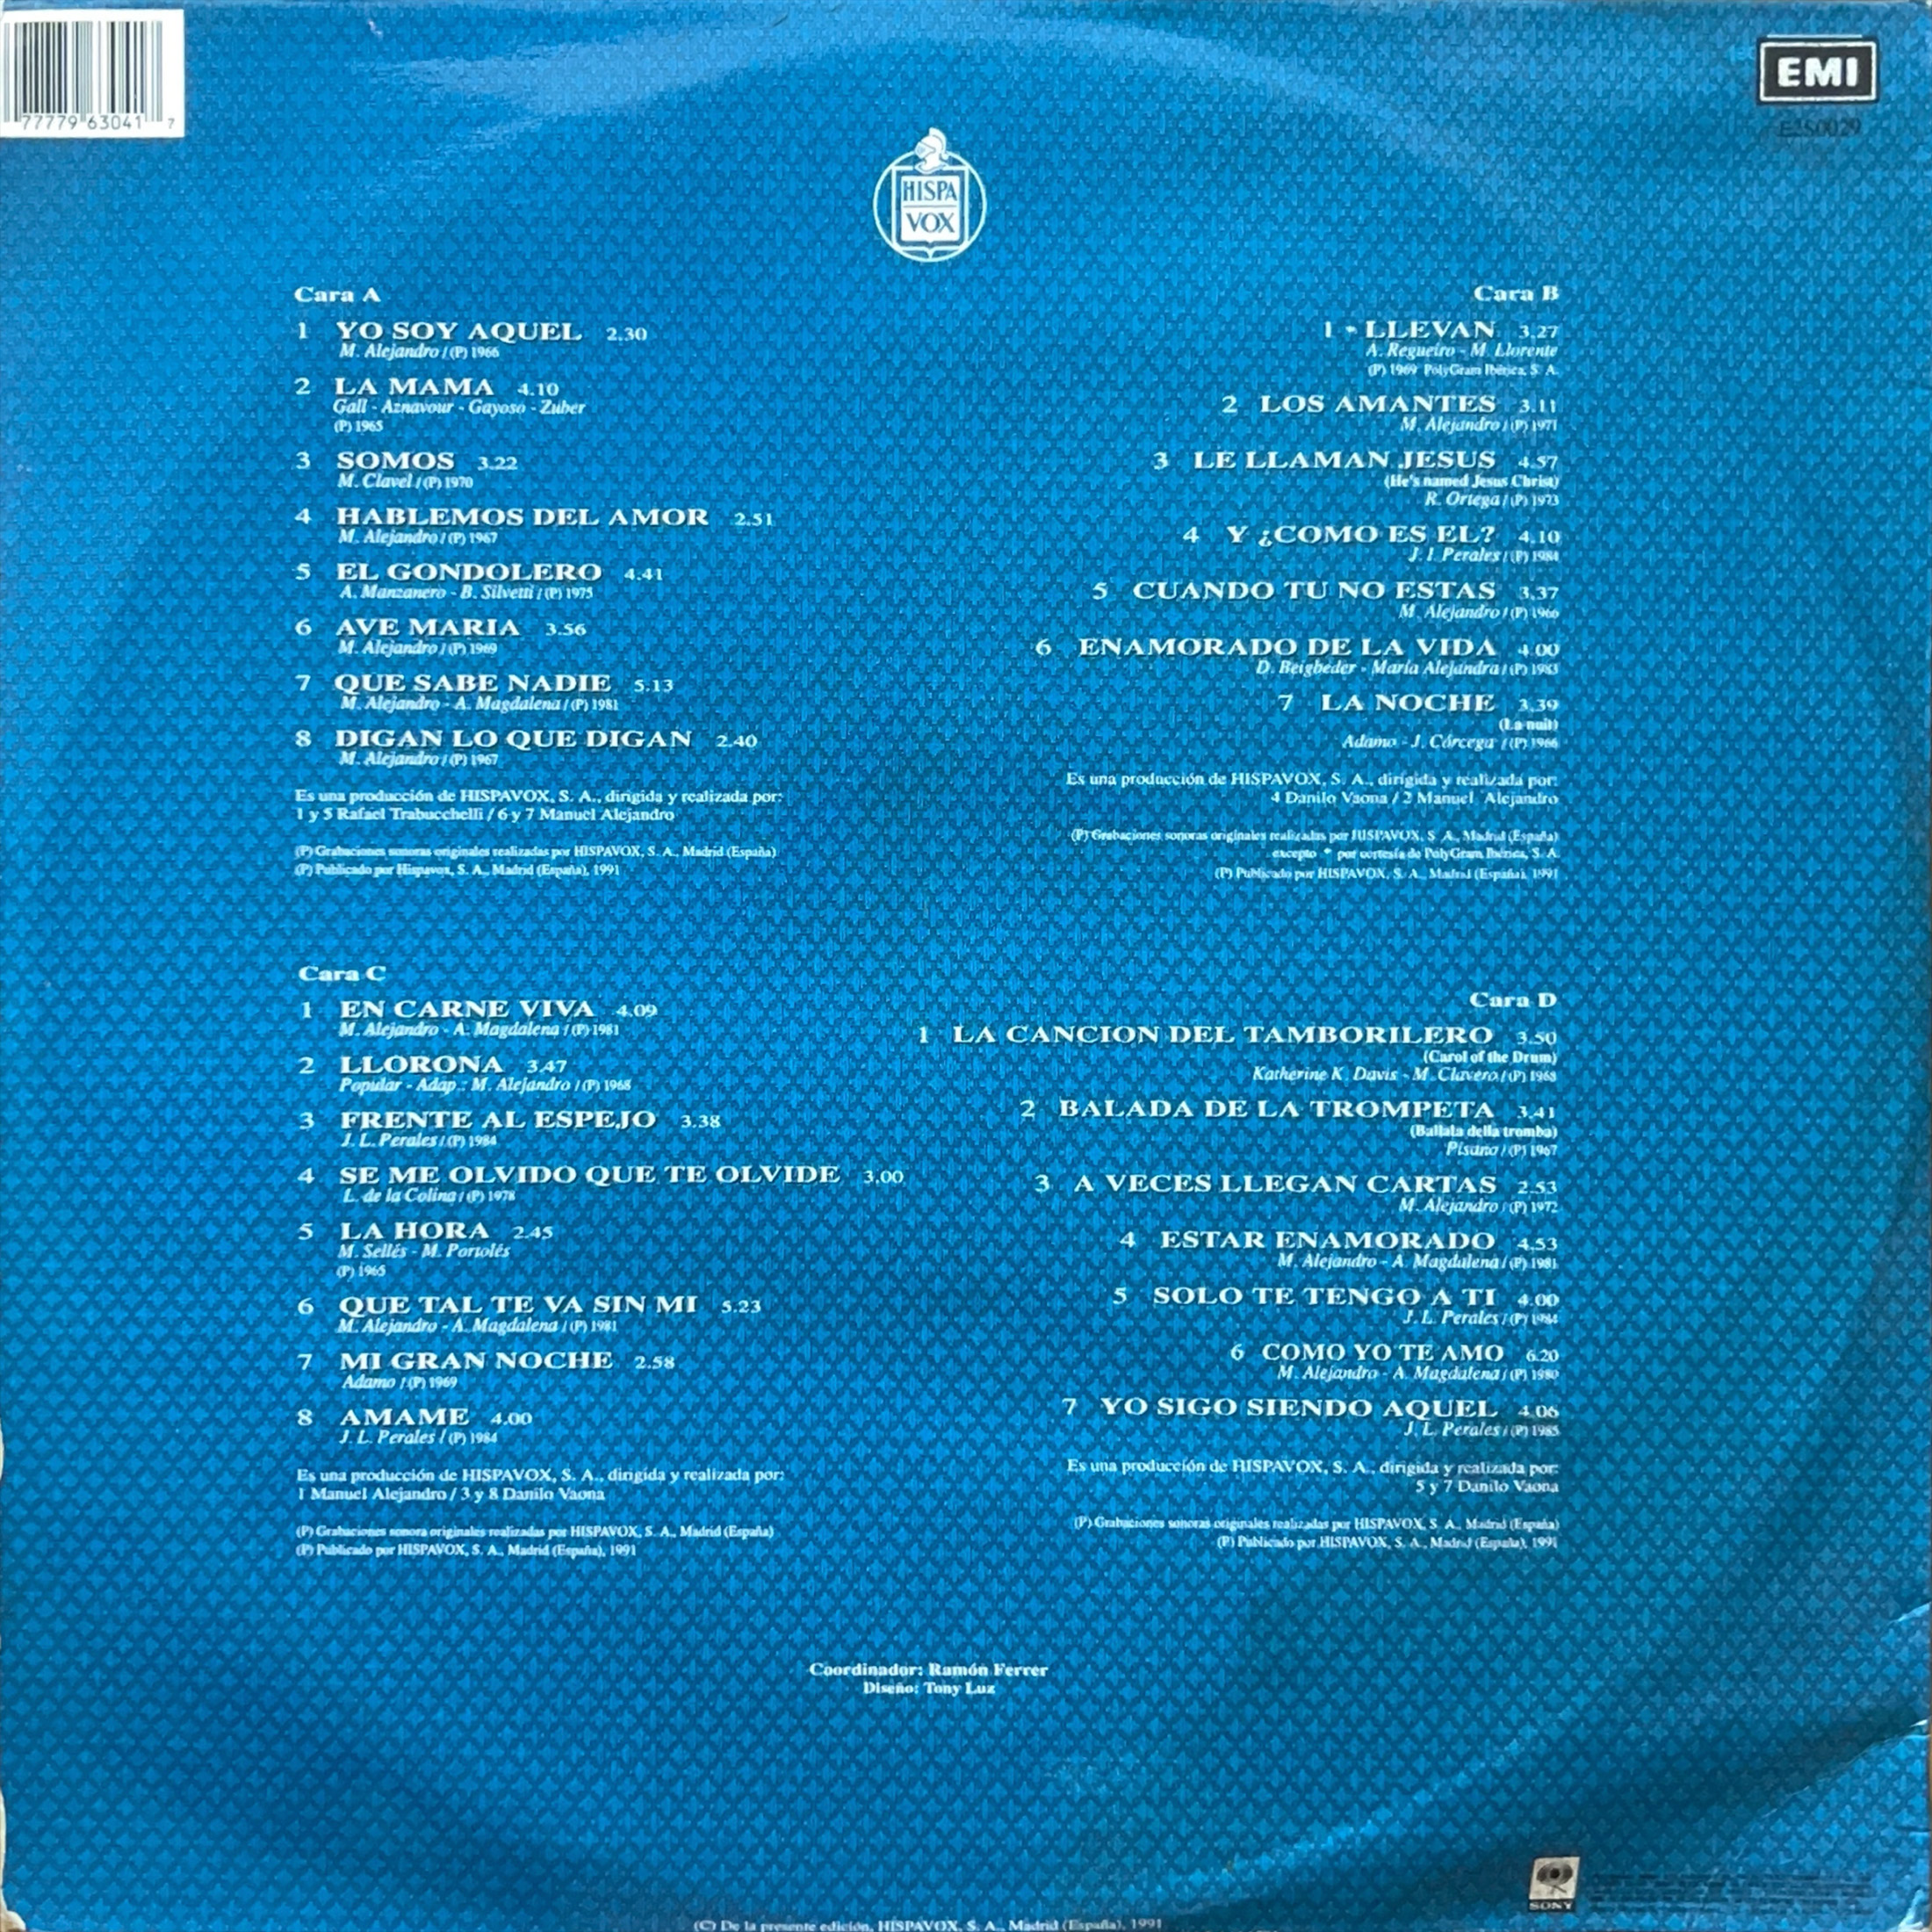 77779 63041 7
EMI
E2S0029
HISPA
VOX
Cara A
1 YO SOY AQUEL 2.30
M. Alejandro / (P) 1966
2 LA MAMA 4.10
Gall - Aznavour - Gayoso - Zuber
(P) 1965
3 SOMOS 3.22
M. Clavel / (P) 1970
4 HABLEMOS DEL AMOR 2.51
M. Alejandro / (P) 1967
5 EL GONDOLERO 4.41
A. Manzanero - B. Silvetti / (P) 1975
6 AVE MARIA 3.56
M. Alejandro / (P) 1969
7 QUE SABE NADIE 5.13
M. Alejandro - A. Magdalena / (P) 1981
8 DIGAN LO QUE DIGAN 2.40
M. Alejandro / (P) 1967
Es una producción de HISPAVOX, S. A., dirigida y realizada por:
1 y 5 Rafael Trabucchelli / 6 y 7 Manuel Alejandro
(P) Grabaciones sonoras originales realizadas por HISPAVOX, S. A., Madrid (España)
(P) Publicado por Hispavox, S. A., Madrid (España), 1991
Cara B
1 * LLEVAN 3.27
A. Regueiro - M. Llorente
(P) 1969 PolyGram Ibérica, S. A.
2 LOS AMANTES 3.11
M. Alejandro / (P) 1971
3 LE LLAMAN JESUS 4.57
(He's named Jesus Christ)
R. Ortega / (P) 1973
4 Y ¿COMO ES EL? 4.10
J. L. Perales / (P) 1984
5 CUANDO TU NO ESTAS 3.37
M. Alejandro / (P) 1966
6 ENAMORADO DE LA VIDA 4.00
D. Beigbeder - María Alejandra / (P) 1983
7 LA NOCHE 3.39
(La nuit)
Adamo - J. Córcega / (P) 1966
Es una producción de HISPAVOX, S. A., dirigida y realizada por:
4 Danilo Vaona / 2 Manuel Alejandro
(P) Grabaciones sonoras originales realizadas por HISPAVOX, S. A., Madrid (España)
excepto * por cortesía de PolyGram Ibérica, S. A.
(P) Publicado por HISPAVOX, S. A., Madrid (España), 1991
Cara C
1 EN CARNE VIVA 4.09
M. Alejandro - A. Magdalena / (P) 1981
2 LLORONA 3.47
Popular - Adap.: M. Alejandro / (P) 1968
3 FRENTE AL ESPEJO 3.38
J. L. Perales / (P) 1984
4 SE ME OLVIDO QUE TE OLVIDE 3.00
L. de la Colina / (P) 1978
5 LA HORA 2.45
M. Sellés - M. Portolés
(P) 1965
6 QUE TAL TE VA SIN MI 5.23
M. Alejandro - A. Magdalena / (P) 1981
7 MI GRAN NOCHE 2.58
Adamo / (P) 1969
8 AMAME 4.00
J. L. Perales / (P) 1984
Es una producción de HISPAVOX, S. A., dirigida y realizada por:
1 Manuel Alejandro / 3 y 8 Danilo Vaona
(P) Grabaciones sonora originales realizadas por HISPAVOX, S. A., Madrid (España)
(P) Publicado por HISPAVOX, S. A., Madrid (España), 1991
Cara D
1 LA CANCION DEL TAMBORILERO 3.50
(Carol of the Drum)
Katherine K. Davis - M. Clavero / (P) 1968
2 BALADA DE LA TROMPETA 3.41
(Ballata della tromba)
Pisano / (P) 1967
3 A VECES LLEGAN CARTAS 2.53
M. Alejandro / (P) 1972
4 ESTAR ENAMORADO 4.53
M. Alejandro - A. Magdalena / (P) 1981
5 SOLO TE TENGO A TI 4.00
J. L. Perales / (P) 1984
6 COMO YO TE AMO 6.20
M. Alejandro - A. Magdalena / (P) 1980
7 YO SIGO SIENDO AQUEL 4.06
J. L. Perales / (P) 1985
Es una producción de HISPAVOX, S. A., dirigida y realizada por:
5 y 7 Danilo Vaona
(P) Grabaciones sonoras originales realizadas por HISPAVOX, S. A., Madrid (España)
(P) Publicado por HISPAVOX, S. A., Madrid (España), 1991
Coordinador: Ramón Ferrer
Diseño: Tony Luz
SONY
(C) De la presente edición, HISPAVOX, S. A., Madrid (España), 1991